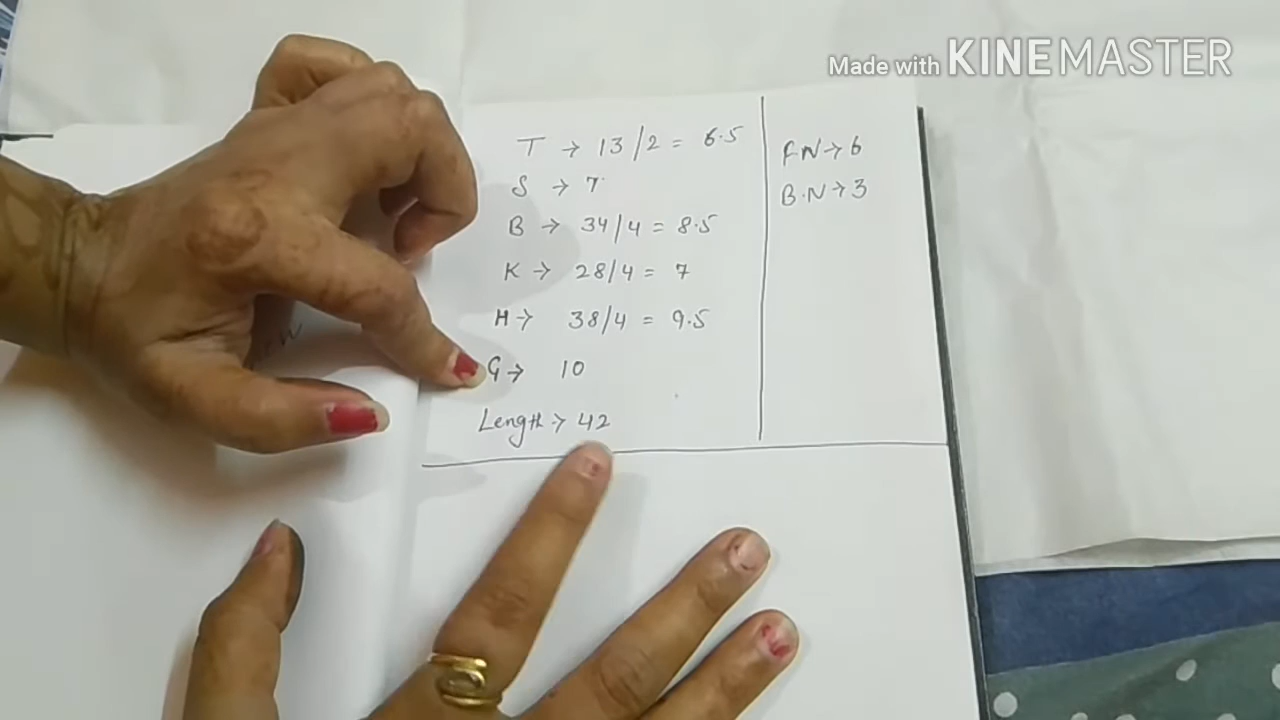 Made with KINEMASTER
T → 13/2 = 6.5
S → 7
B → 34/4 = 8.5
K → 28/4 = 7
H → 38/4 = 9.5
G → 10
Length → 42
FN → 6
B.N → 3